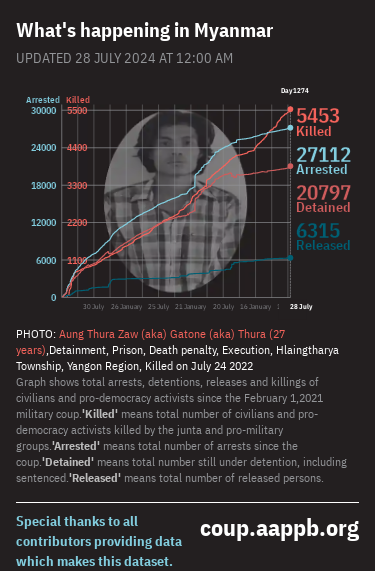 What's happening in Myanmar
UPDATED 28 JULY 2024 AT 12:00 AM
Day1274
Arrested Killed
30000 5500
24000 4400
18000 3300
12000 2200
6000 1100
0
5453
Killed
27112
Arrested
20797
Detained
6315
Released
30 July 26 January 25 July 21 January 20 July 16 January 28 July
PHOTO: Aung Thura Zaw (aka) Gatone (aka) Thura (27
years),Detainment, Prison, Death penalty, Execution, Hlaingtharya
Township, Yangon Region, Killed on July 24 2022
Graph shows total arrests, detentions, releases and killings of
civilians and pro-democracy activists since the February 1,2021
military coup.'Killed' means total number of civilians and pro-
democracy activists killed by the junta and pro-military
groups.'Arrested' means total number of arrests since the
coup.'Detained' means total number still under detention, including
sentenced.'Released' means total number of released persons.
Special thanks to all
contributors providing data
which makes this dataset.
coup.aappb.org